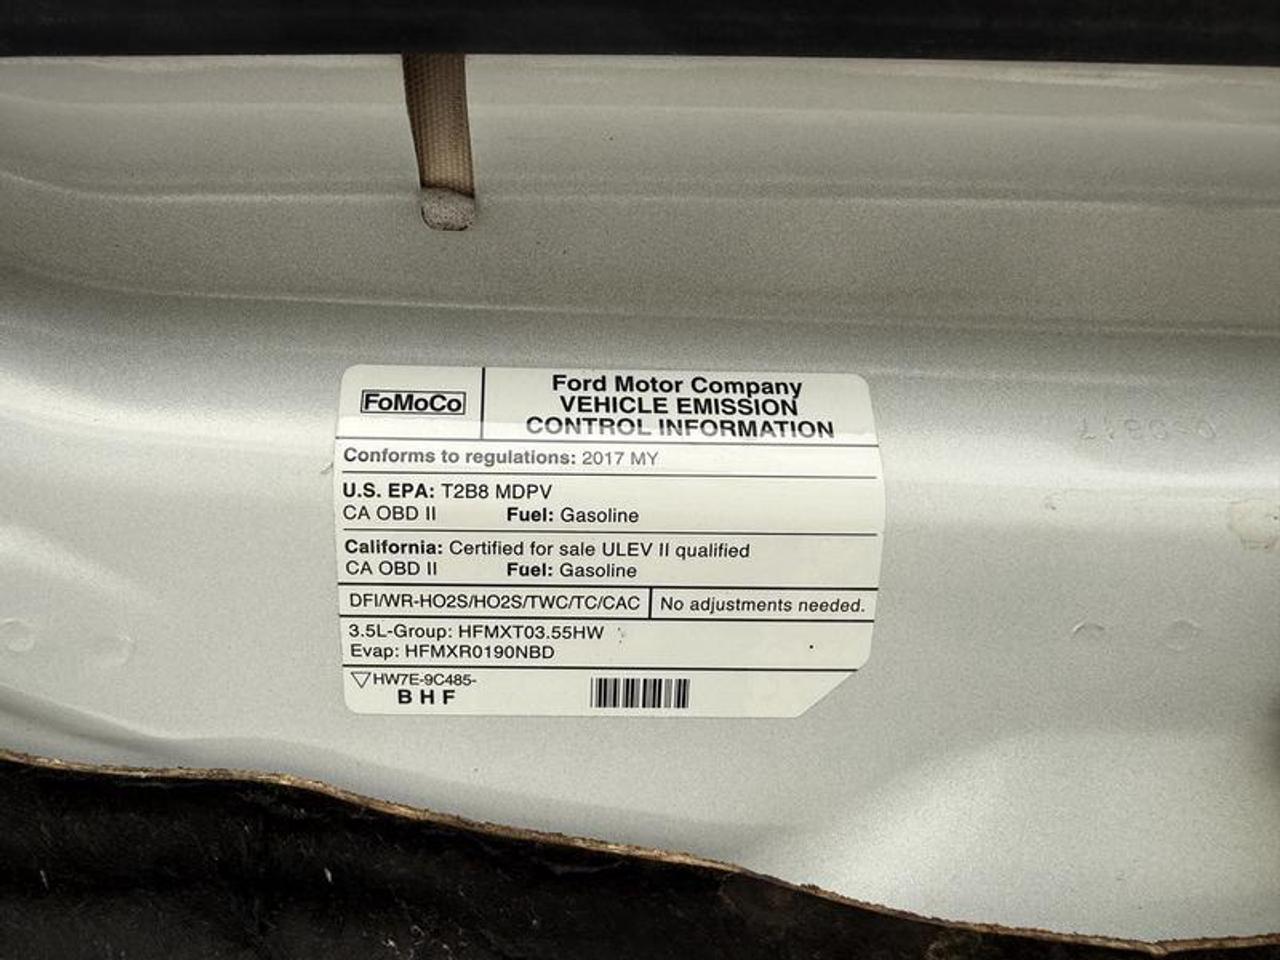 FoMoCo
Ford Motor Company
VEHICLE EMISSION
CONTROL INFORMATION
Conforms to regulations: 2017 MY
U.S. EPA: T2B8 MDPV
CA OBD II Fuel: Gasoline
California: Certified for sale ULEV II qualified
CA OBD II Fuel: Gasoline
DFI/WR-HO2S/HO2S/TWC/TC/CAC No adjustments needed.
3.5L-Group: HFMXT03.55HW
Evap: HFMXR0190NBD
HW7E-9C485-
B H F